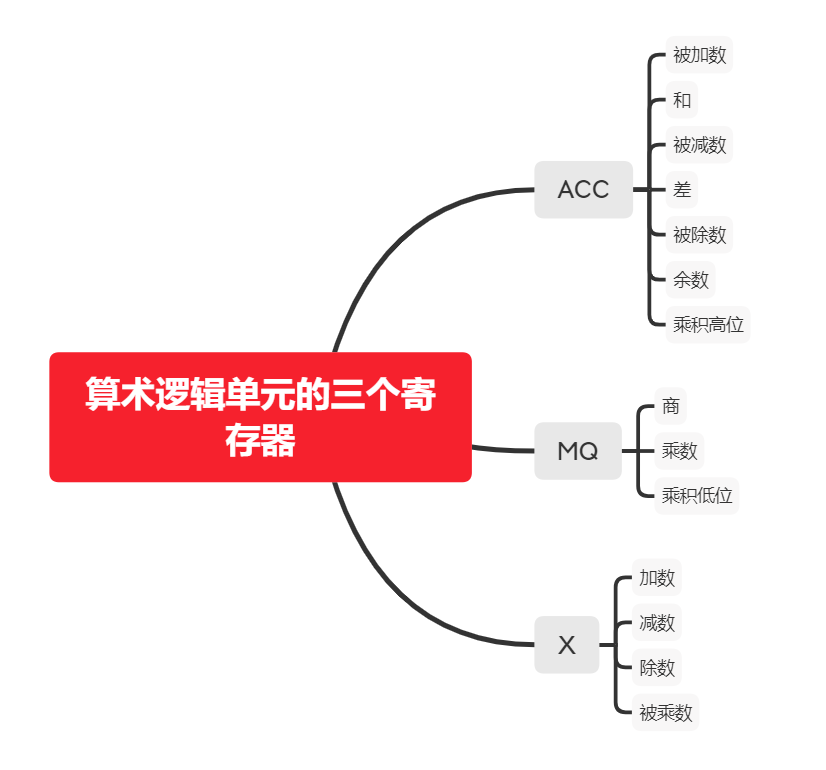 算术逻辑单元的三个寄
存器
ACC
被加数
和
被减数
差
被除数
余数
乘积高位
MQ
商
乘数
乘积低位
X
加数
减数
除数
被乘数